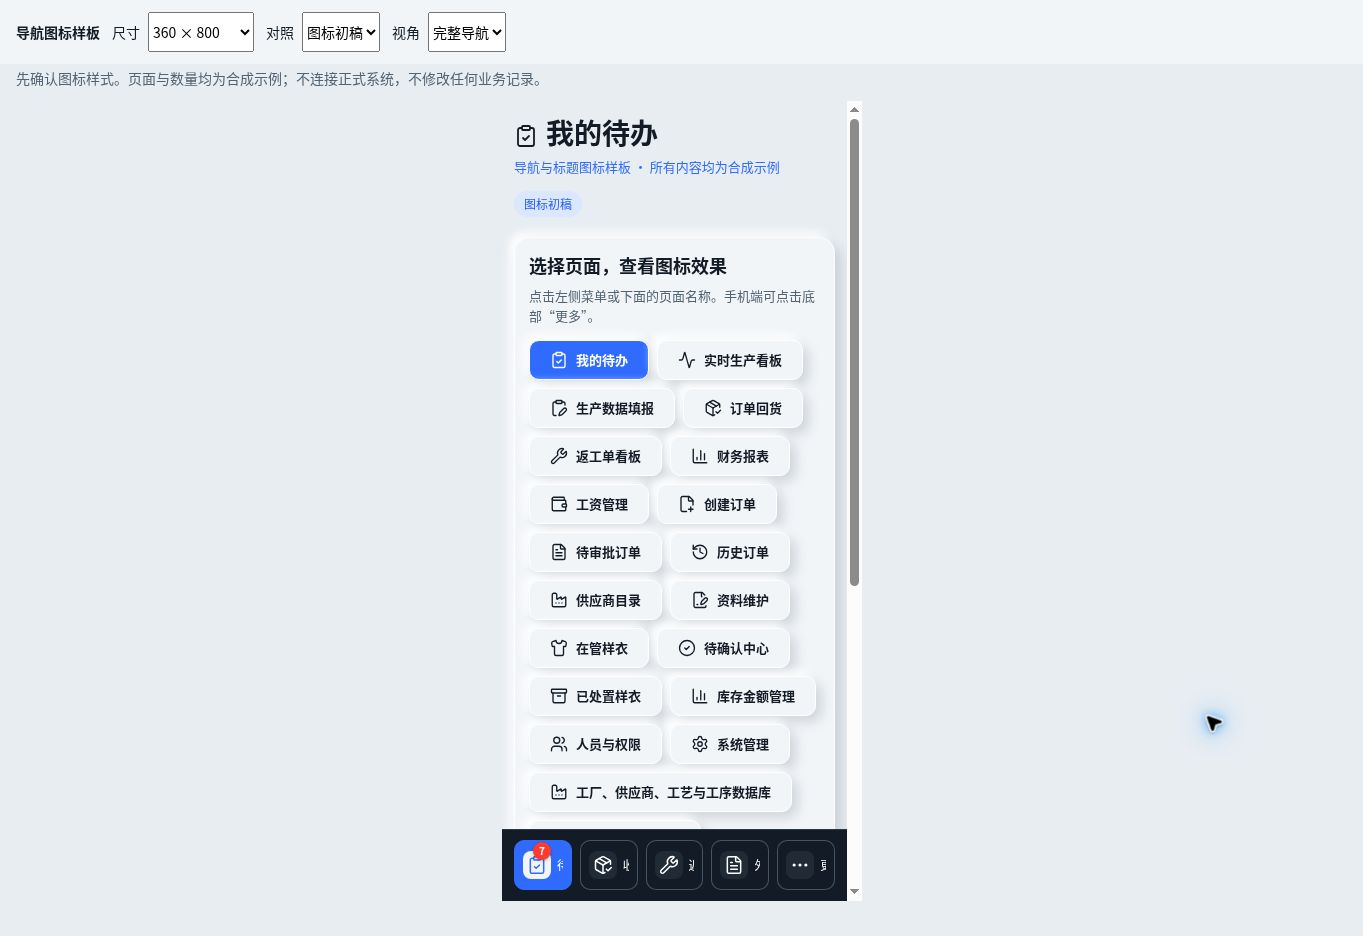 导航图标样板 尺寸 360 × 800 对照 图标初稿 视角 完整导航
先确认图标样式。页面与数量均为合成示例；不连接正式系统，不修改任何业务记录。
我的待办
导航与标题图标样板 · 所有内容均为合成示例
图标初稿
选择页面，查看图标效果
点击左侧菜单或下面的页面名称。手机端可点击底
部“更多”。
我的待办 实时生产看板
生产数据填报 订单回货
返工单看板 财务报表
工资管理 创建订单
待审批订单 历史订单
供应商目录 资料维护
在管样衣 待确认中心
已处置样衣 库存金额管理
人员与权限 系统管理
工厂、供应商、工艺与工序数据库
7